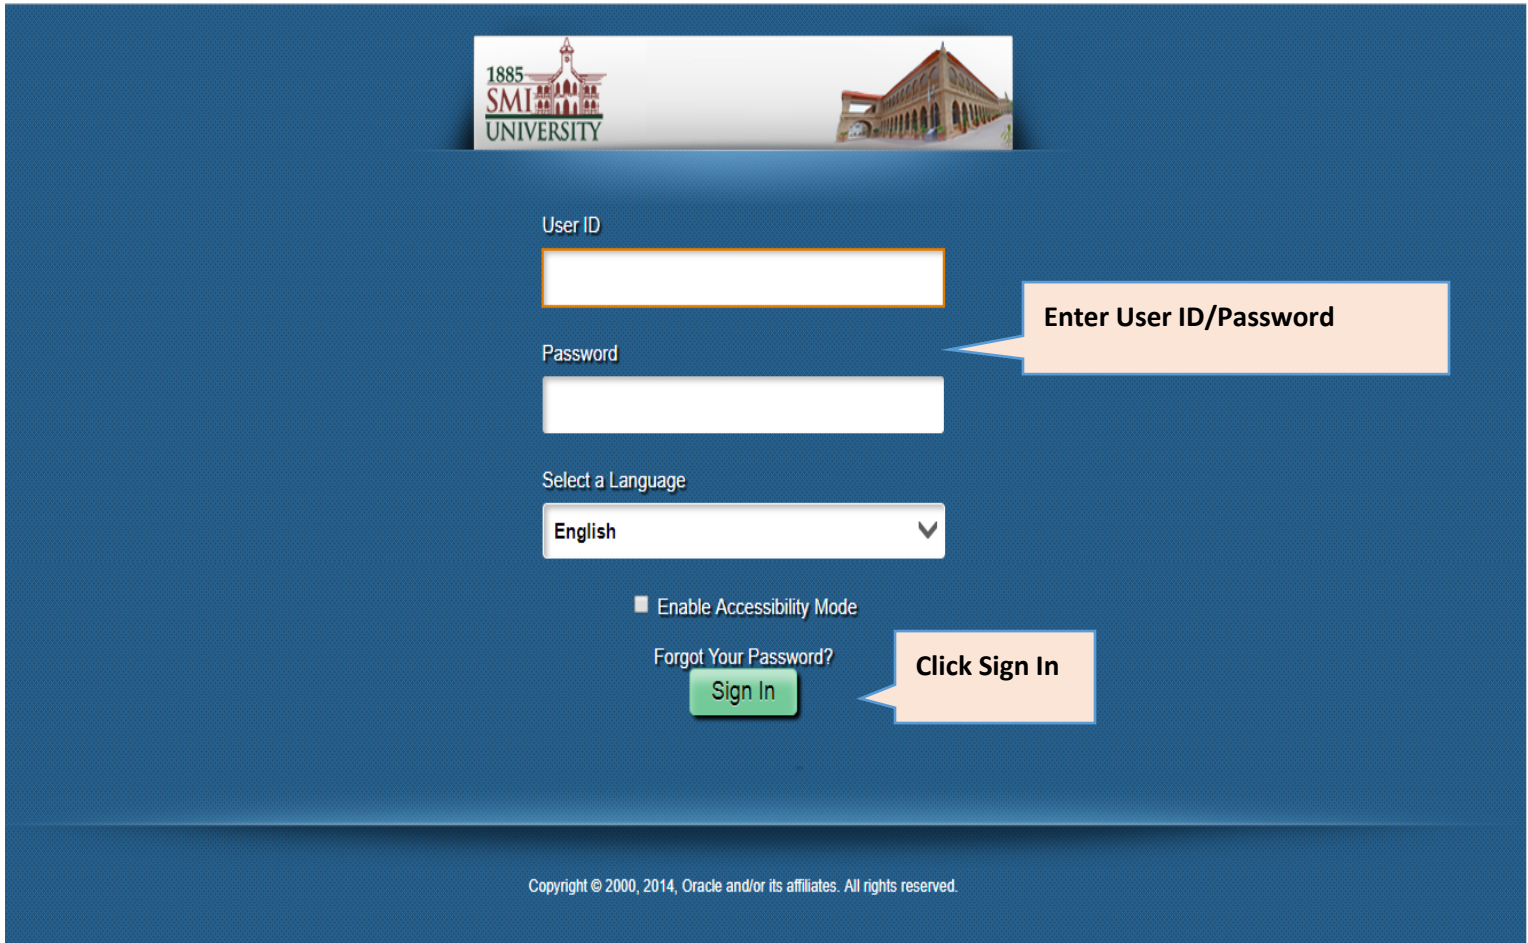 1885
SMI
UNIVERSITY
User ID
Enter User ID/Password
Password
Select a Language
English
Enable Accessibility Mode
Forgot Your Password?
Click Sign In
Sign In
Copyright © 2000, 2014, Oracle and/or its affiliates. All rights reserved.